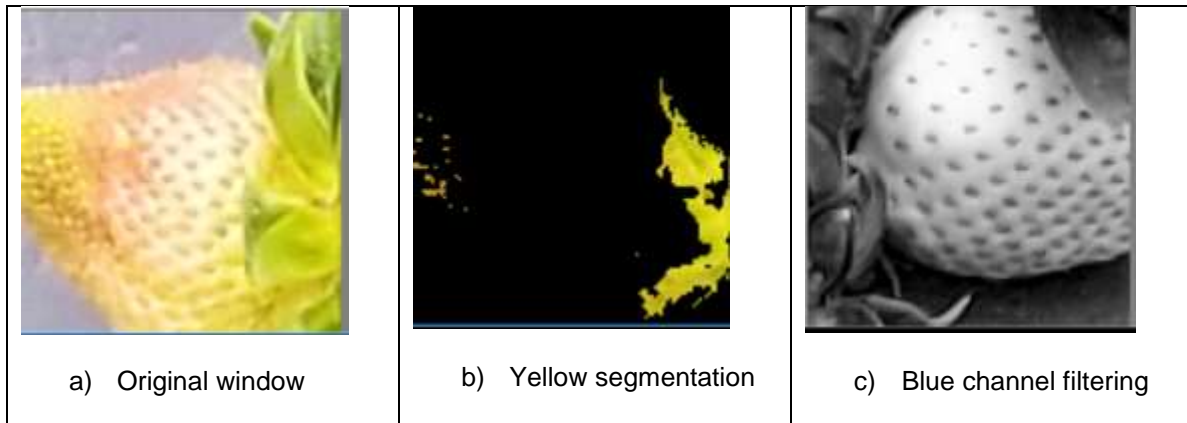 a) Original window
b) Yellow segmentation
c) Blue channel filtering